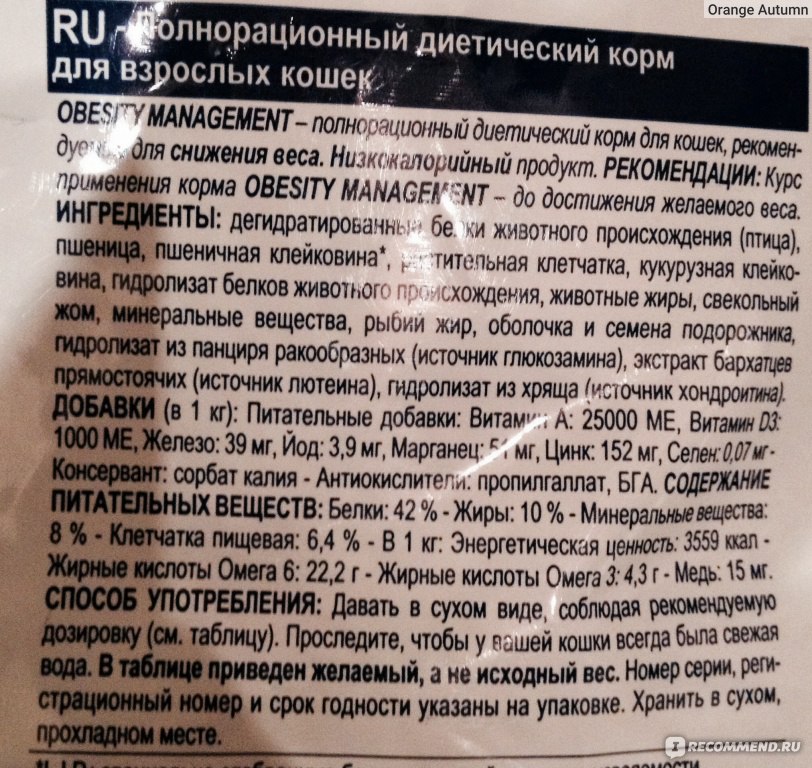 Orange Autumn
RU - Полнорационный диетический корм
для взрослых кошек
OBESITY MANAGEMENT – полнорационный диетический корм для кошек, рекомен-
дуемый для снижения веса. Низкокалорийный продукт. РЕКОМЕНДАЦИИ: Курс
применения корма OBESITY MANAGEMENT – до достижения желаемого веса.
ИНГРЕДИЕНТЫ: дегидратированные белки животного происхождения (птица),
пшеница, пшеничная клейковина*, растительная клетчатка, кукурузная клейко-
вина, гидролизат белков животного происхождения, животные жиры, свекольный
жом, минеральные вещества, рыбий жир, оболочка и семена подорожника,
гидролизат из панциря ракообразных (источник глюкозамина), экстракт бархатцев
прямостоячих (источник лютеина), гидролизат из хряща (источник хондроитина).
ДОБАВКИ (в 1 кг): Питательные добавки: Витамин А: 25000 МЕ, Витамин D3:
1000 МЕ, Железо: 39 мг, Йод: 3,9 мг, Марганец: мг, Цинк: 152 мг, Селен: 0,07 мг -
Консервант: сорбат калия - Антиокислители: пропилгаллат, БГА. СОДЕРЖАНИЕ
ПИТАТЕЛЬНЫХ ВЕЩЕСТВ: Белки: 42 % - Жиры: 10 % - Минеральные вещества:
8 % - Клетчатка пищевая: 6,4 % - В 1 кг: Энергетическая ценность: 3559 ккал -
Жирные кислоты Омега 6: 22,2 г - Жирные кислоты Омега 3: 4,3 г - Медь: 15 мг.
СПОСОБ УПОТРЕБЛЕНИЯ: Давать в сухом виде, соблюдая рекомендуемую
дозировку (см. таблицу). Проследите, чтобы у вашей кошки всегда была свежая
вода. В таблице приведен желаемый, а не исходный вес. Номер серии, реги-
страционный номер и срок годности указаны на упаковке. Хранить в сухом,
прохладном месте.
I RECOMMEND.RU